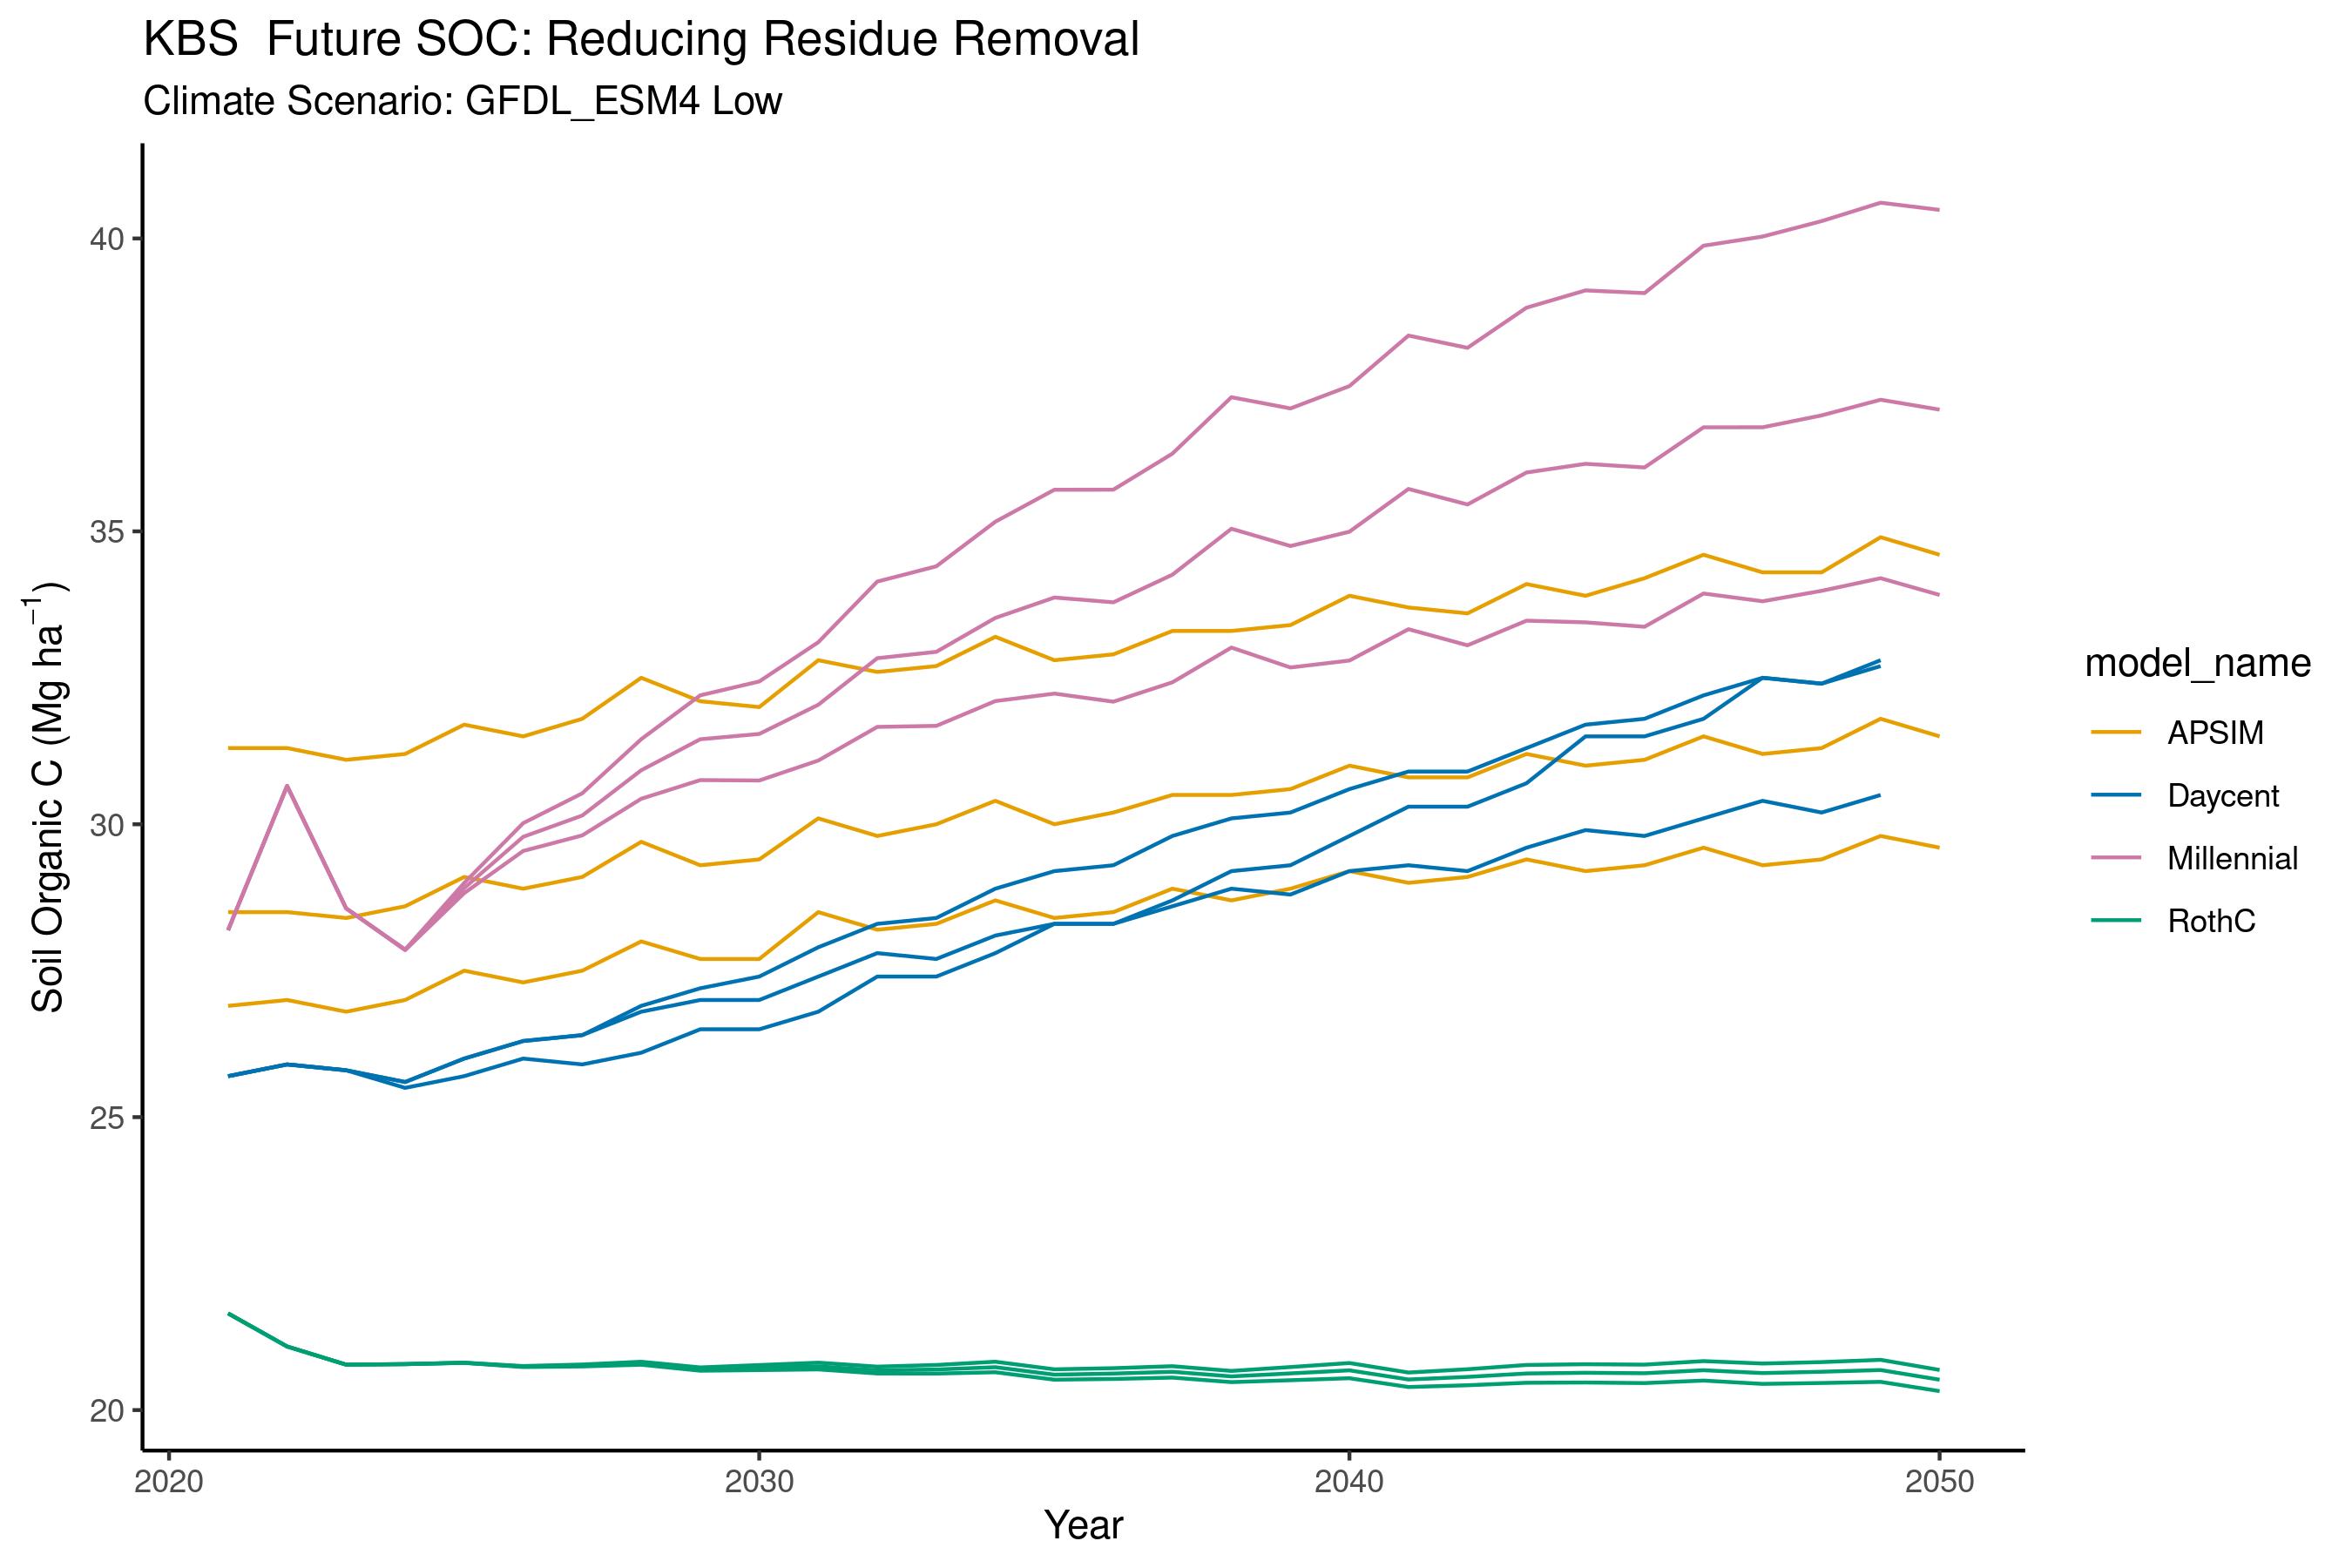 KBS  Future SOC: Reducing Residue Removal
Climate Scenario: GFDL_ESM4 Low
Soil Organic C (Mg ha⁻¹)
40
35
30
25
20
2020
2030
2040
2050
Year
model_name
APSIM
Daycent
Millennial
RothC